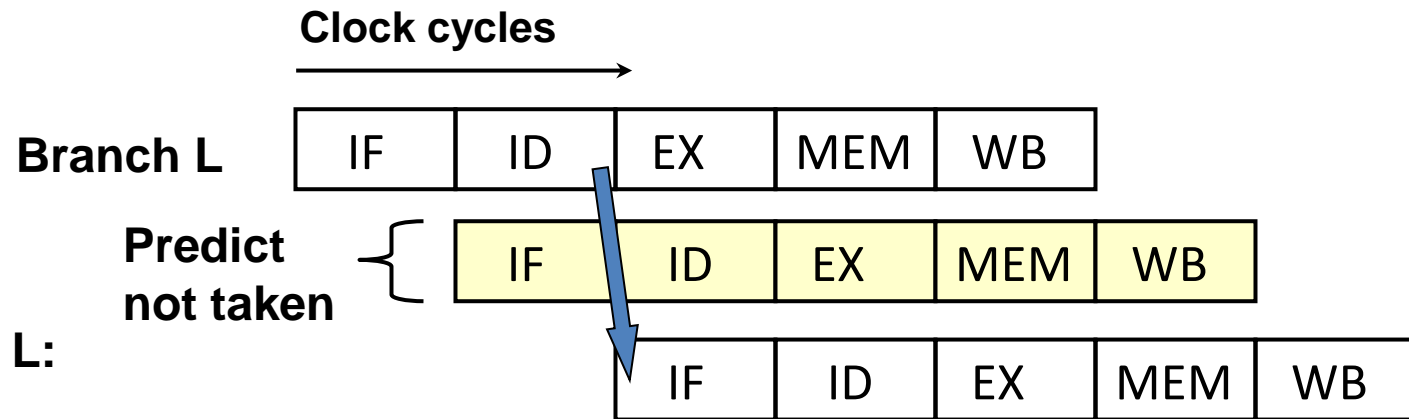 Clock cycles
Branch L IF ID EX MEM WB
Predict
not taken
IF ID EX MEM WB
L:
IF ID EX MEM WB